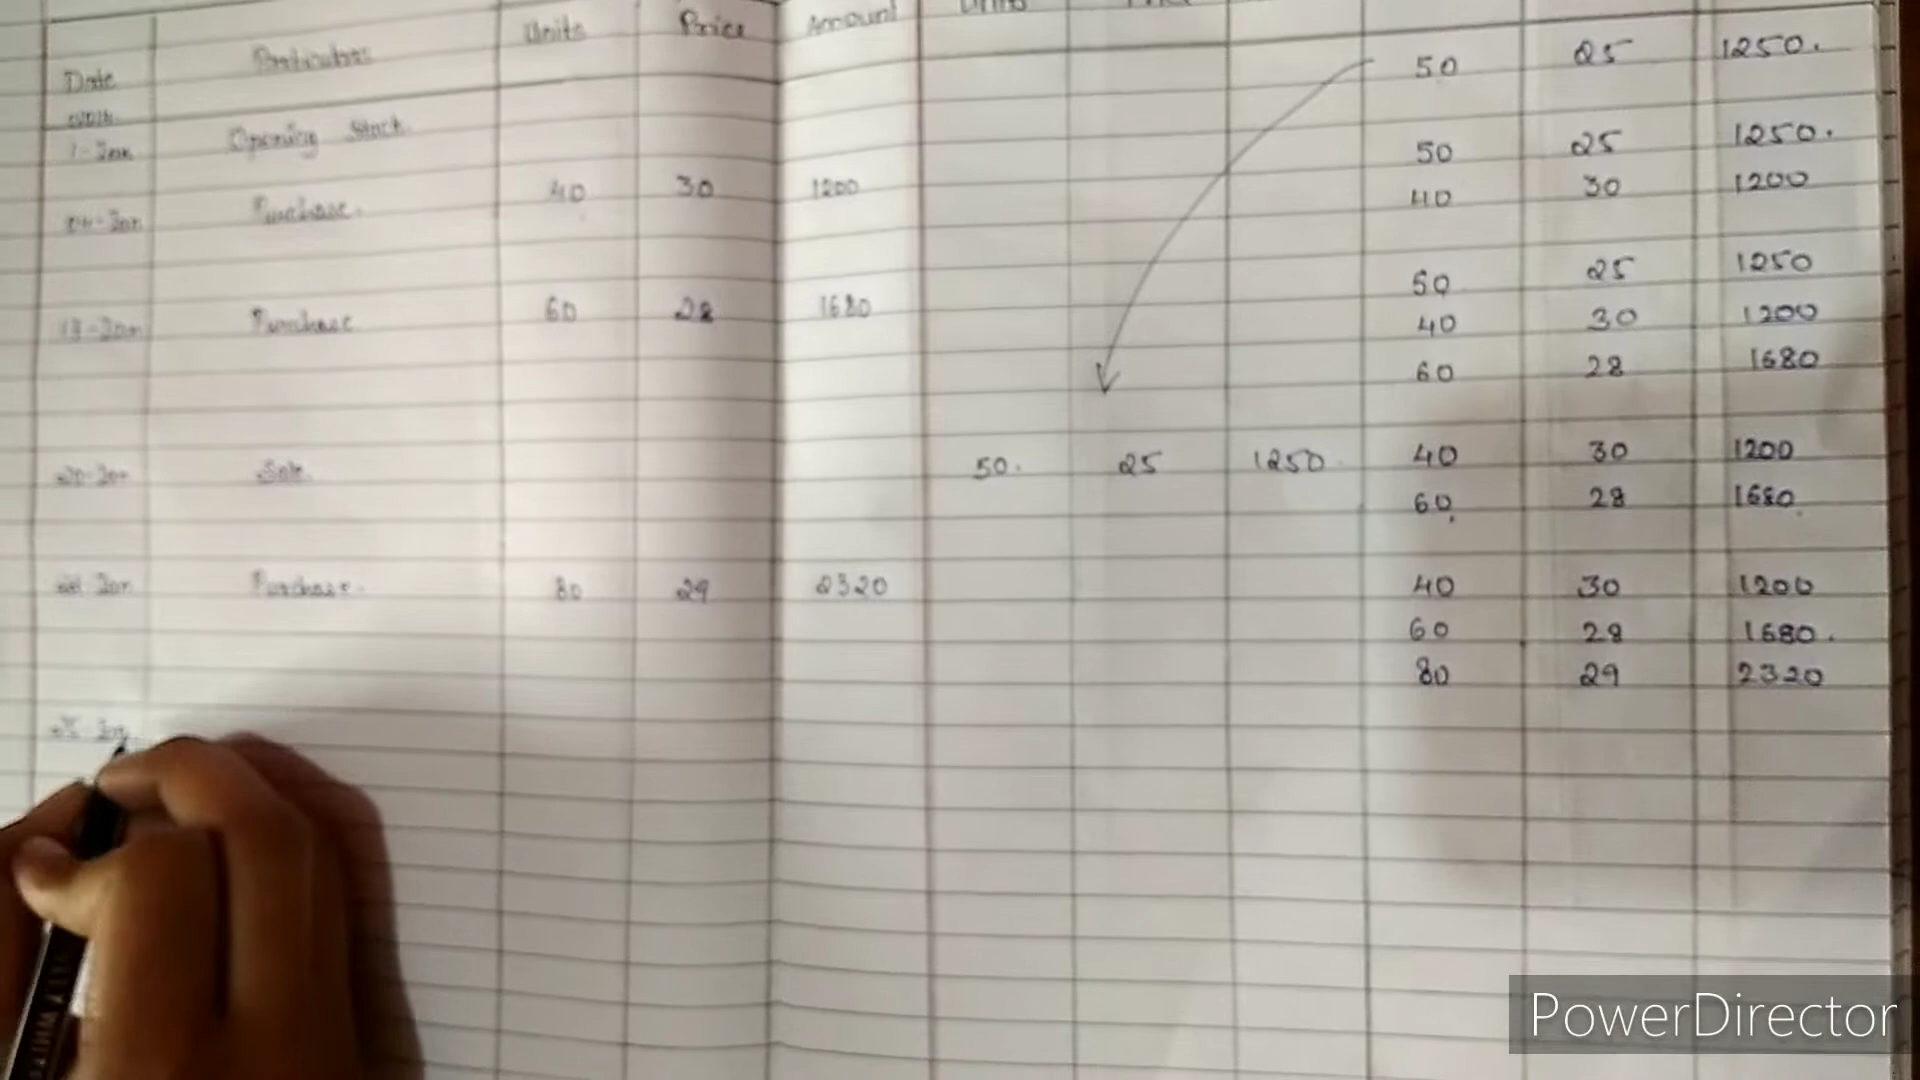 Date Particulars Units Price Amount Units
50 25 1250.
1-Jan Opening Stock
50 25 1250.
Purchase. 40 30 1200 40 30 1200
50 25 1250
Purchase 60 28 1680 40 30 1200
60 28 1680
Sale 50. 25 1250 40 30 1200
60 28 1680
Purchase. 80 29 2320 40 30 1200
60 28 1680.
80 29 2320
PowerDirector